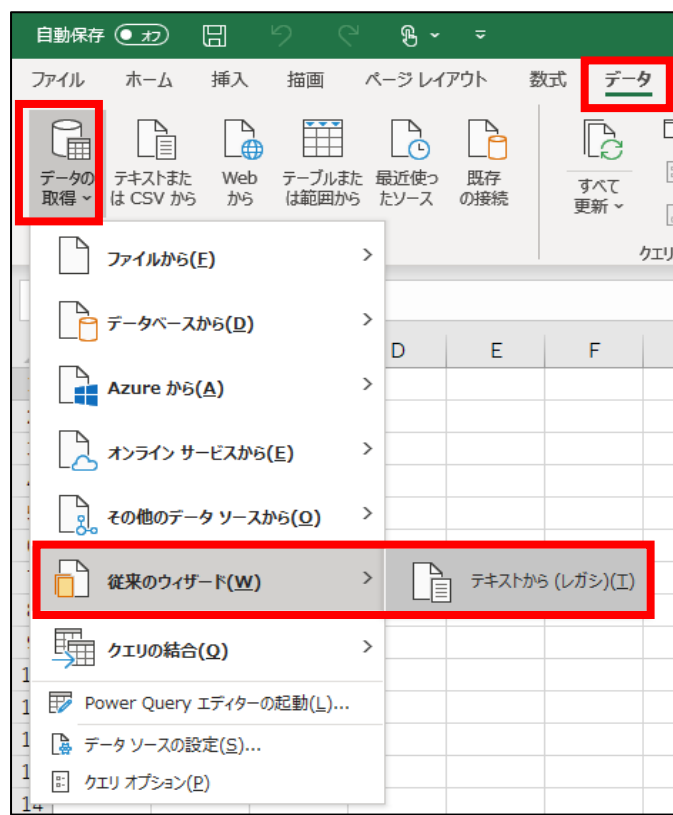 自動保存 オフ
ファイル ホーム 挿入 描画 ページ レイアウト 数式 データ
データの 取得
テキストまた は CSV から
Web から
テーブルまた は範囲から
最近使っ たソース
既存 の接続
すべて 更新
クエリ
ファイルから(F)
データベースから(D)
D E F
Azure から(A)
オンライン サービスから(E)
その他のデータ ソースから(O)
従来のウィザード(W) テキストから (レガシ)(T)
クエリの結合(Q)
Power Query エディターの起動(L)...
データ ソースの設定(S)...
クエリ オプション(P)
14